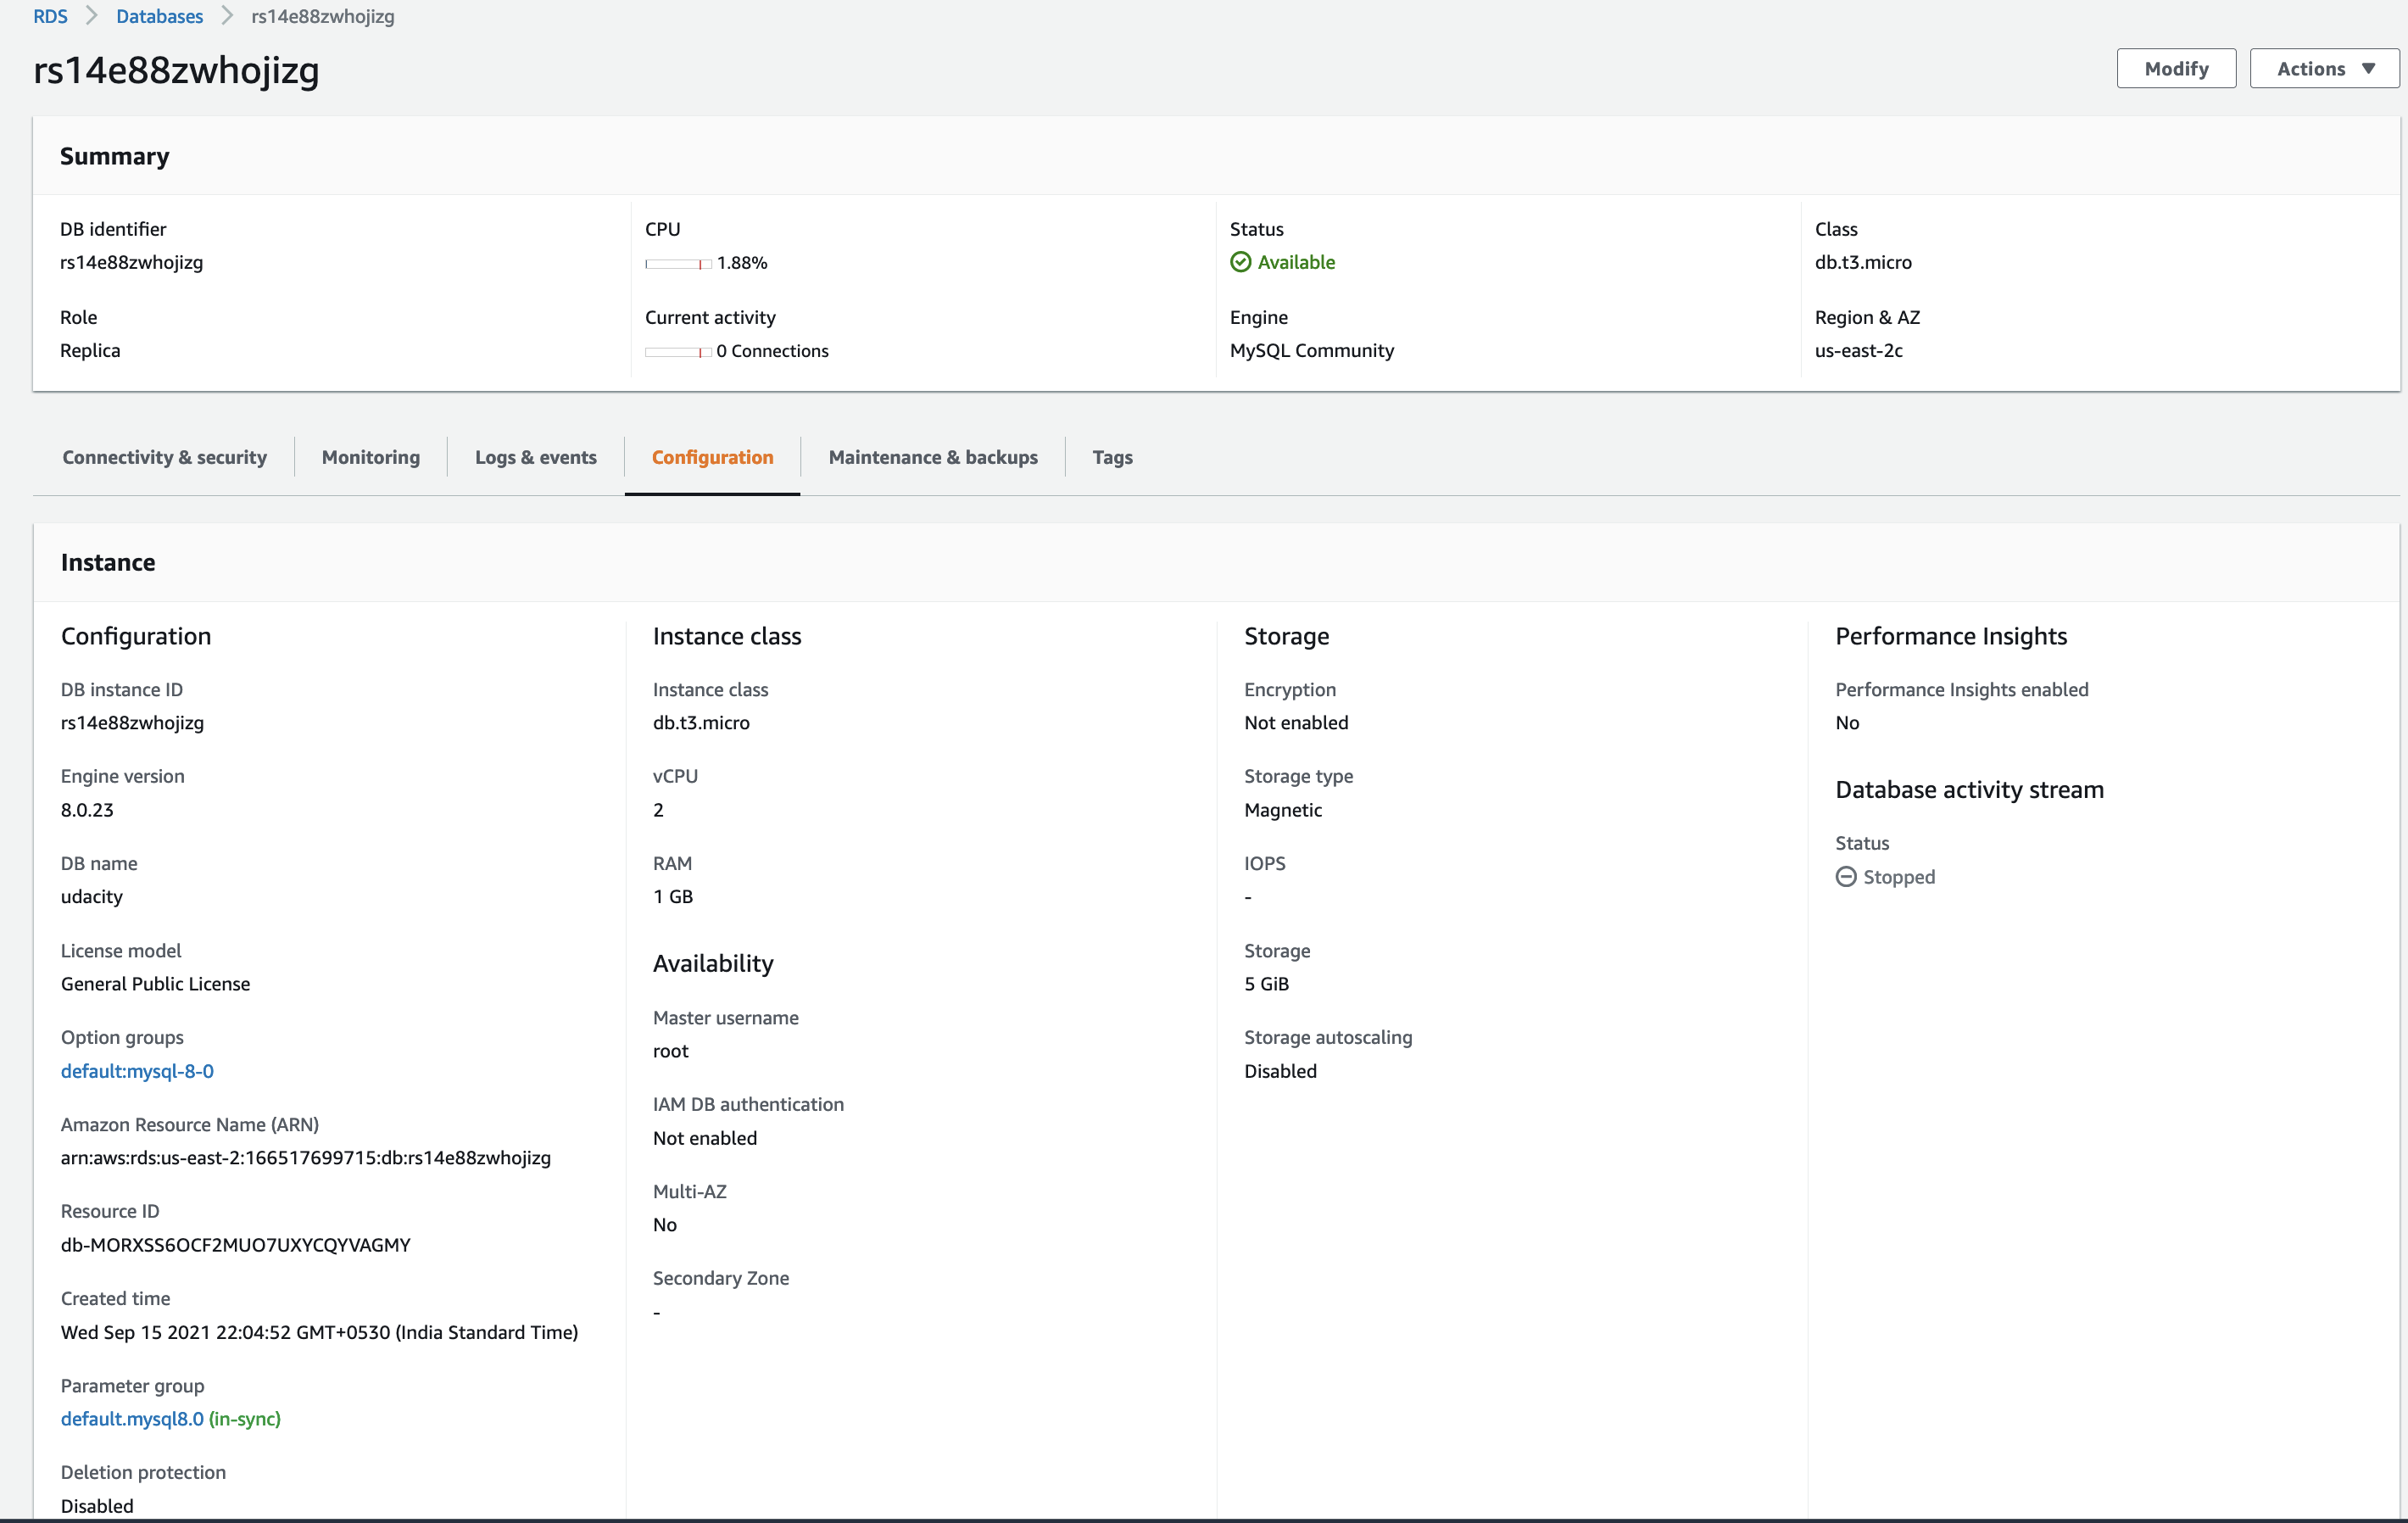 RDS > Databases > rs14e88zwhojizg
rs14e88zwhojizg
Modify
Actions
Summary
DB identifier
rs14e88zwhojizg
CPU
1.88%
Status
Available
Class
db.t3.micro
Role
Replica
Current activity
0 Connections
Engine
MySQL Community
Region & AZ
us-east-2c
Connectivity & security
Monitoring
Logs & events
Configuration
Maintenance & backups
Tags
Instance
Configuration
DB instance ID
rs14e88zwhojizg
Engine version
8.0.23
DB name
udacity
License model
General Public License
Option groups
default:mysql-8-0
Amazon Resource Name (ARN)
arn:aws:rds:us-east-2:166517699715:db:rs14e88zwhojizg
Resource ID
db-MORXSS6OCF2MUO7UXYCQYVAGMY
Created time
Wed Sep 15 2021 22:04:52 GMT+0530 (India Standard Time)
Parameter group
default.mysql8.0 (in-sync)
Deletion protection
Disabled
Instance class
Instance class
db.t3.micro
vCPU
2
RAM
1 GB
Availability
Master username
root
IAM DB authentication
Not enabled
Multi-AZ
No
Secondary Zone
-
Storage
Encryption
Not enabled
Storage type
Magnetic
IOPS
-
Storage
5 GiB
Storage autoscaling
Disabled
Performance Insights
Performance Insights enabled
No
Database activity stream
Status
Stopped